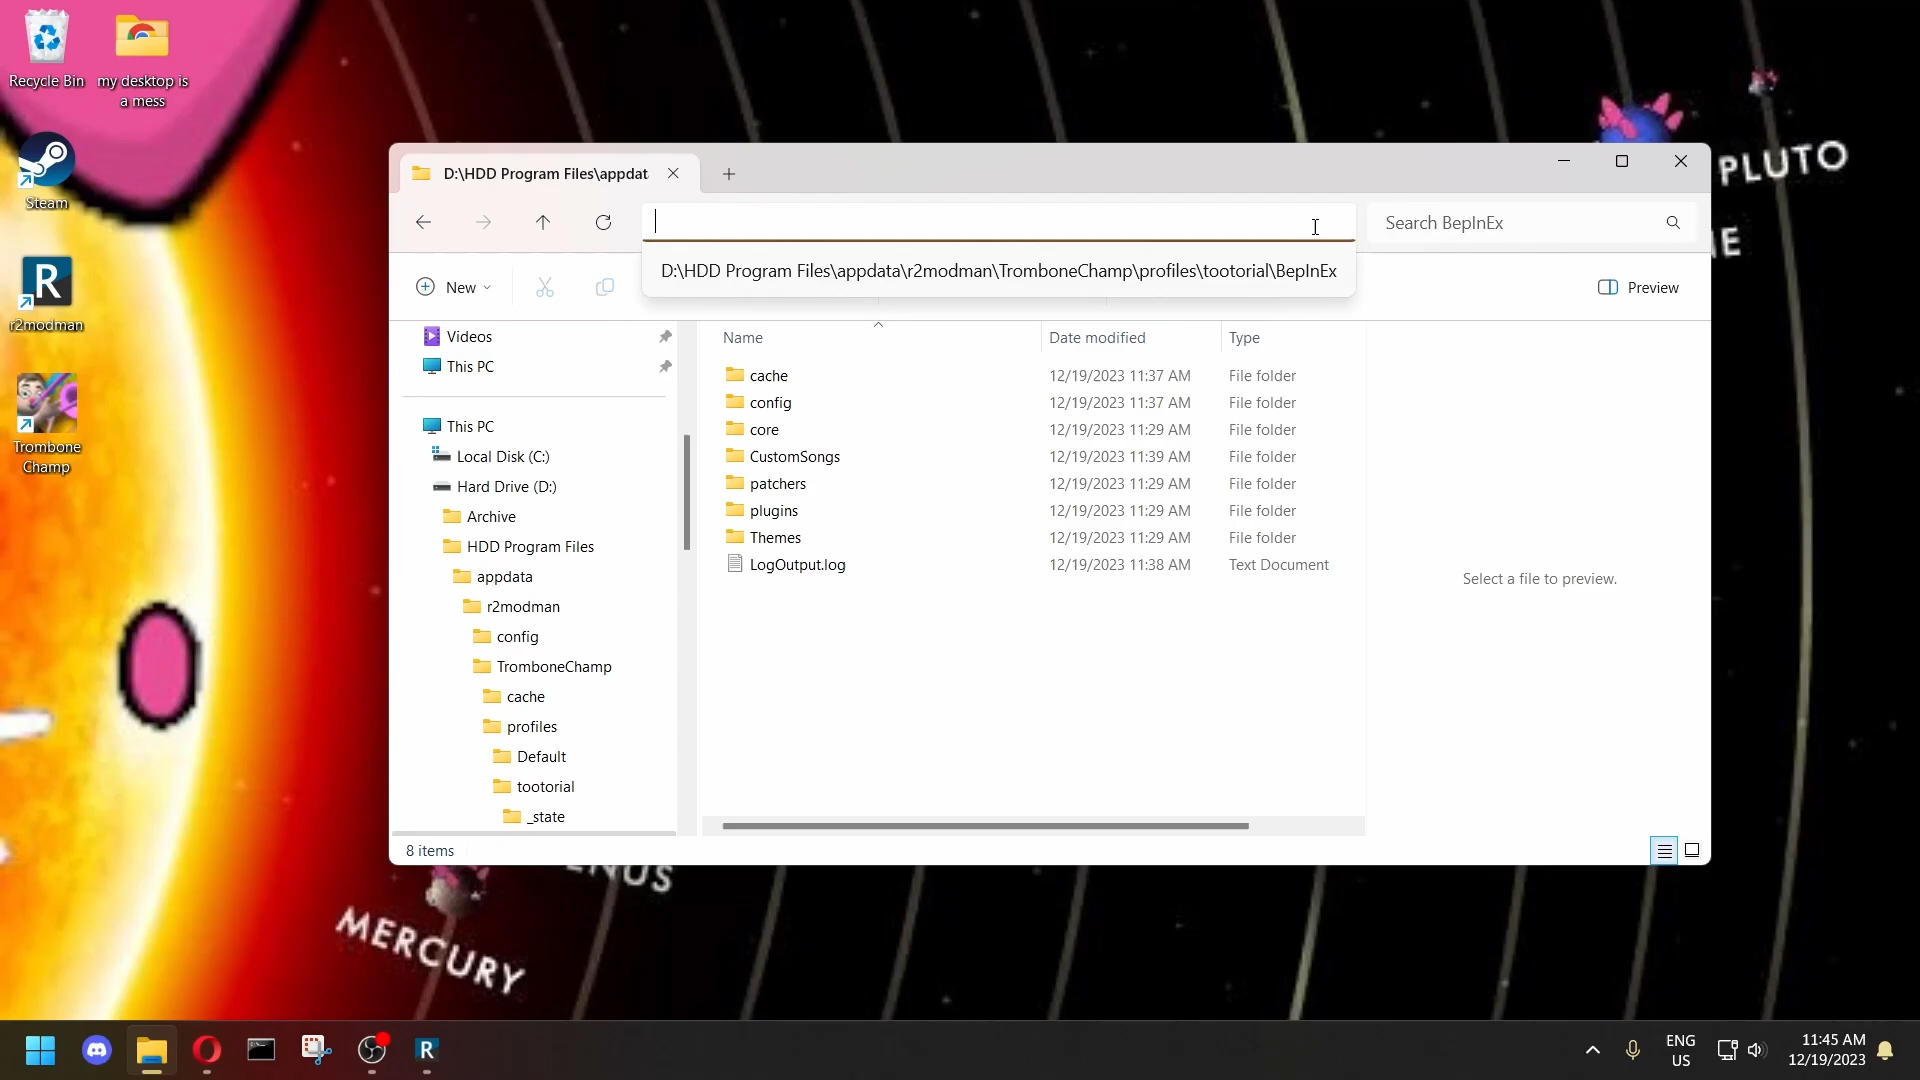 Recycle Bin
my desktop is
a mess
Steam
r2modman
Trombone
Champ
PLUTO
NE
D:\HDD Program Files\appdat
Search BepInEx
New
D:\HDD Program Files\appdata\r2modman\TromboneChamp\profiles\tootorial\BepInEx
Preview
Videos
This PC
This PC
Local Disk (C:)
Hard Drive (D:)
Archive
HDD Program Files
appdata
r2modman
config
TromboneChamp
cache
profiles
Default
tootorial
_state
Name Date modified Type
cache 12/19/2023 11:37 AM File folder
config 12/19/2023 11:37 AM File folder
core 12/19/2023 11:29 AM File folder
CustomSongs 12/19/2023 11:39 AM File folder
patchers 12/19/2023 11:29 AM File folder
plugins 12/19/2023 11:29 AM File folder
Themes 12/19/2023 11:29 AM File folder
LogOutput.log 12/19/2023 11:38 AM Text Document
Select a file to preview.
8 items
ENUS
MERCURY
ENG
US
11:45 AM
12/19/2023